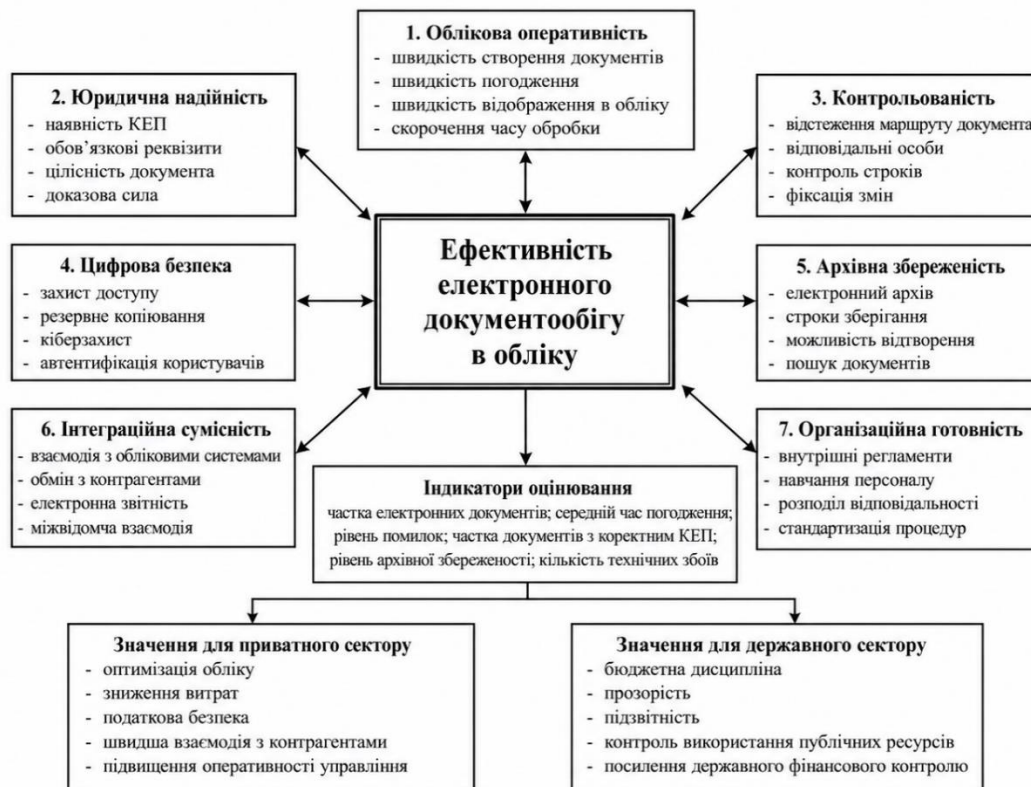 1. Облікова оперативність
- швидкість створення документів
- швидкість погодження
- швидкість відображення в обліку
- скорочення часу обробки
2. Юридична надійність
- наявність КЕП
- обов’язкові реквізити
- цілісність документа
- доказова сила
3. Контрольованість
- відстеження маршруту документа
- відповідальні особи
- контроль строків
- фіксація змін
Ефективність
електронного
документообігу
в обліку
4. Цифрова безпека
- захист доступу
- резервне копіювання
- кіберзахист
- автентифікація користувачів
5. Архівна збереженість
- електронний архів
- строки зберігання
- можливість відтворення
- пошук документів
6. Інтеграційна сумісність
- взаємодія з обліковими системами
- обмін з контрагентами
- електронна звітність
- міжвідомча взаємодія
7. Організаційна готовність
- внутрішні регламенти
- навчання персоналу
- розподіл відповідальності
- стандартизація процедур
Індикатори оцінювання
частка електронних документів; середній час погодження;
рівень помилок; частка документів з коректним КЕП;
рівень архівної збереженості; кількість технічних збоїв
Значення для приватного сектору
- оптимізація обліку
- зниження витрат
- податкова безпека
- швидша взаємодія з контрагентами
- підвищення оперативності управління
Значення для державного сектору
- бюджетна дисципліна
- прозорість
- підзвітність
- контроль використання публічних ресурсів
- посилення державного фінансового контролю